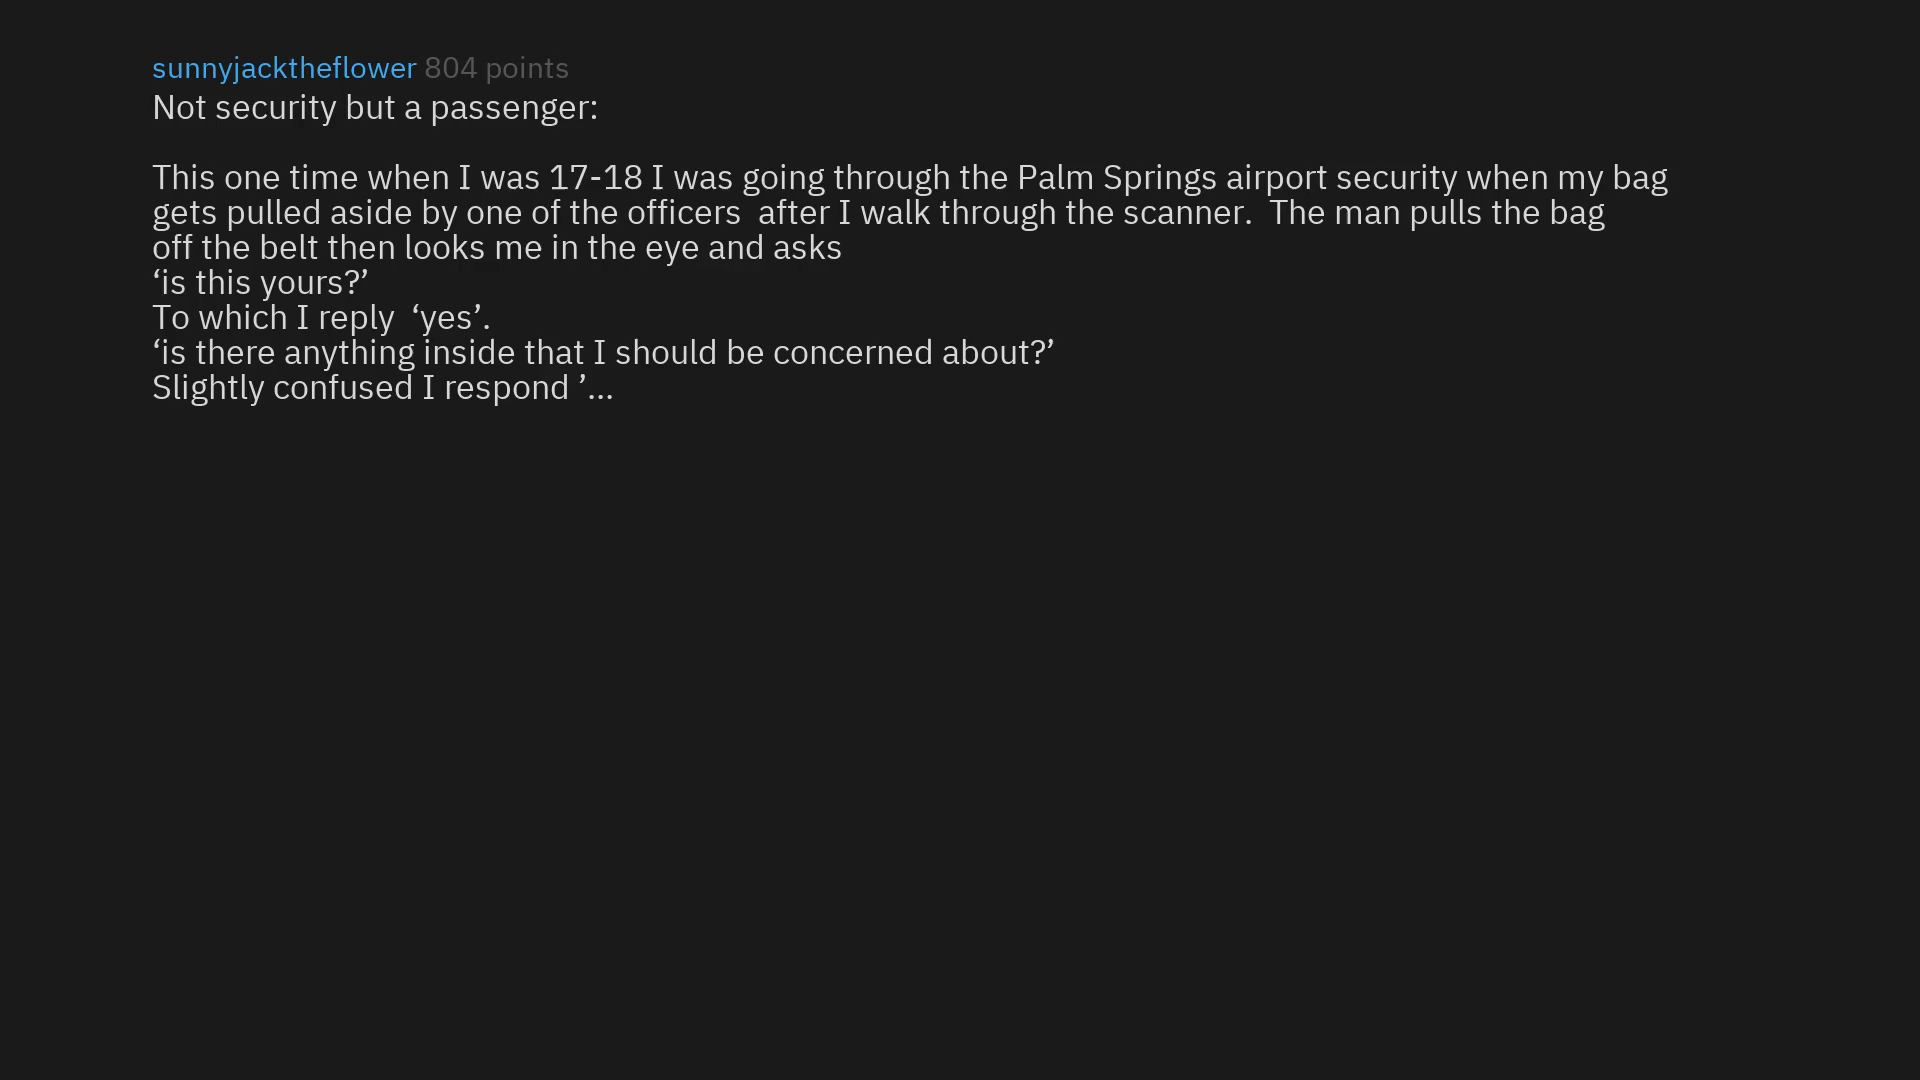 sunnyjacktheflower 804 points
Not security but a passenger:
This one time when I was 17-18 I was going through the Palm Springs airport security when my bag
gets pulled aside by one of the officers  after I walk through the scanner.  The man pulls the bag
off the belt then looks me in the eye and asks
‘is this yours?’
To which I reply  ‘yes’.
‘is there anything inside that I should be concerned about?’
Slightly confused I respond ’...